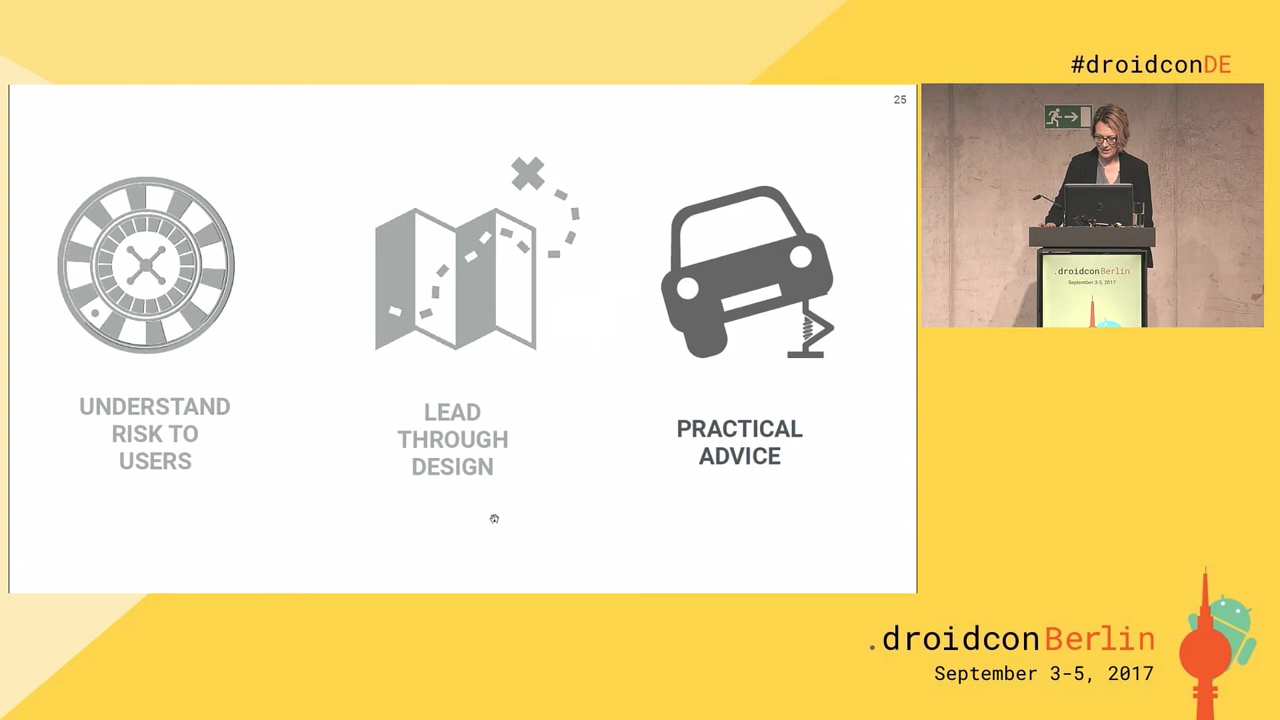 #droidconDE
25
UNDERSTAND
RISK TO
USERS
LEAD
THROUGH
DESIGN
PRACTICAL
ADVICE
.droidconBerlin
September 3-5, 2017
.droidconBerlin
September 3-5, 2017